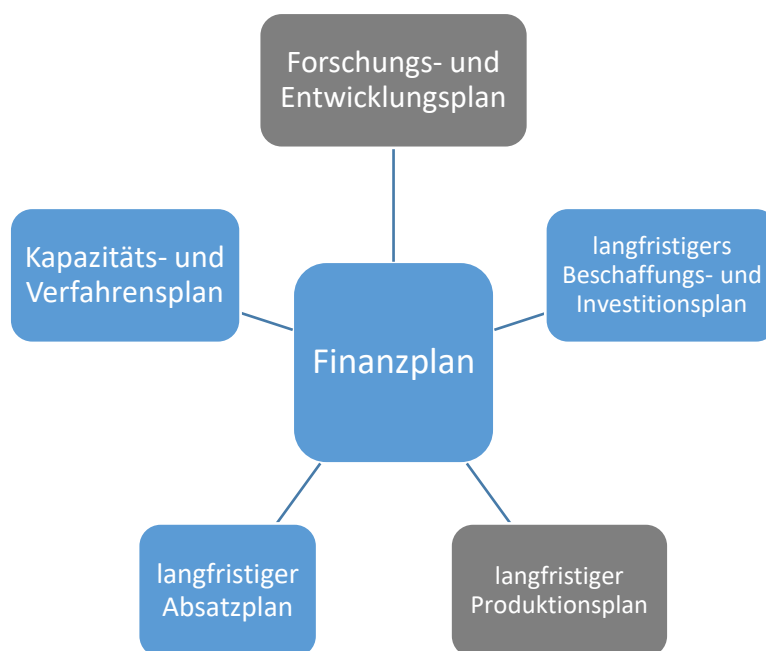 Forschungs- und
Entwicklungsplan
Kapazitäts- und
Verfahrensplan
langfristigers
Beschaffungs- und
Investitionsplan
Finanzplan
langfristiger
Absatzplan
langfristiger
Produktionsplan